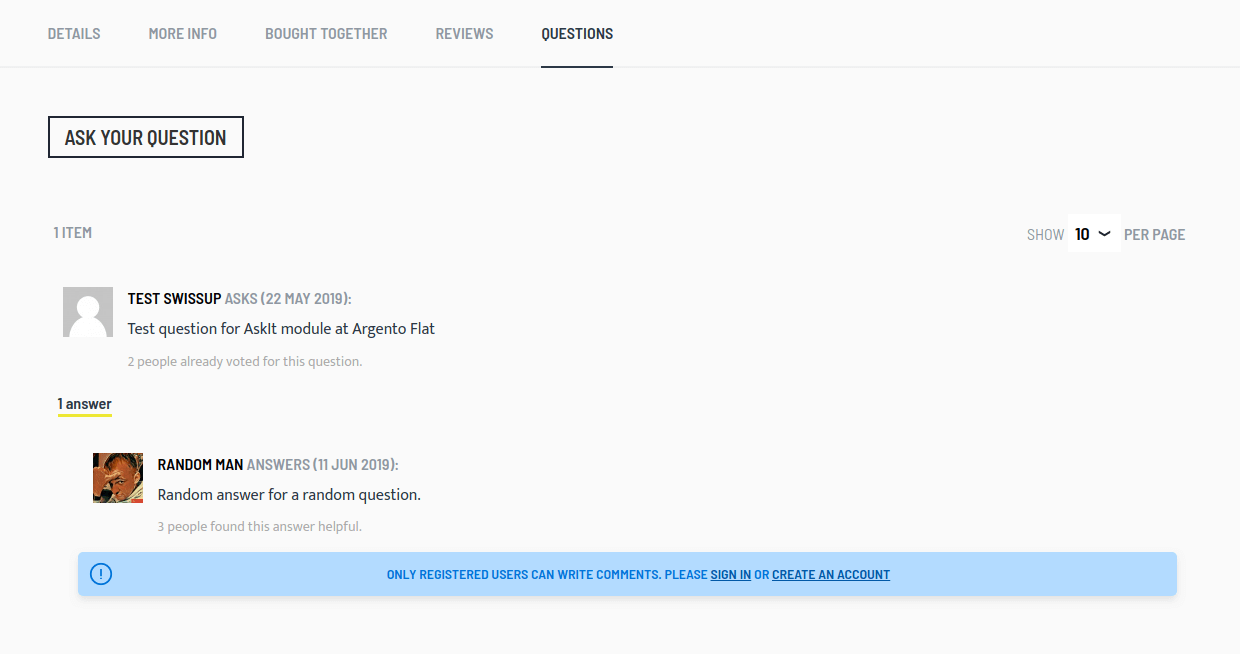 DETAILS MORE INFO BOUGHT TOGETHER REVIEWS QUESTIONS
ASK YOUR QUESTION
1 ITEM SHOW 10 PER PAGE
TEST SWISSUP ASKS (22 MAY 2019):
Test question for AskIt module at Argento Flat
2 people already voted for this question.
1 answer
RANDOM MAN ANSWERS (11 JUN 2019):
Random answer for a random question.
3 people found this answer helpful.
ONLY REGISTERED USERS CAN WRITE COMMENTS. PLEASE SIGN IN OR CREATE AN ACCOUNT